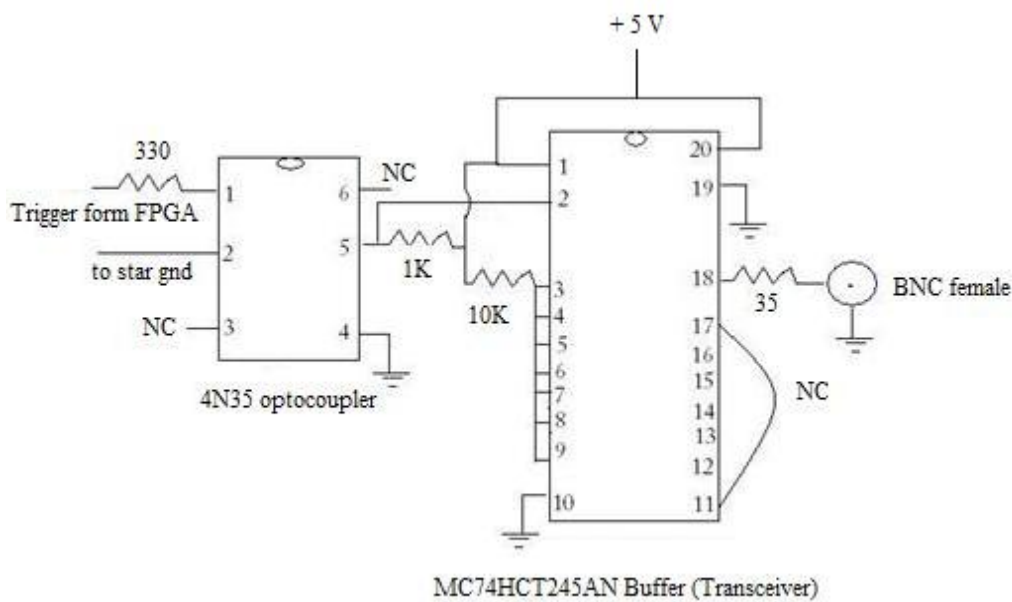 + 5 V
330
Trigger form FPGA
to star gnd
NC
1
2
3
6
5
4
NC
4N35 optocoupler
1K
10K
1
2
3
4
5
6
7
8
9
10
20
19
18
17
16
15
14
13
12
11
35
BNC female
NC
MC74HCT245AN Buffer (Transceiver)